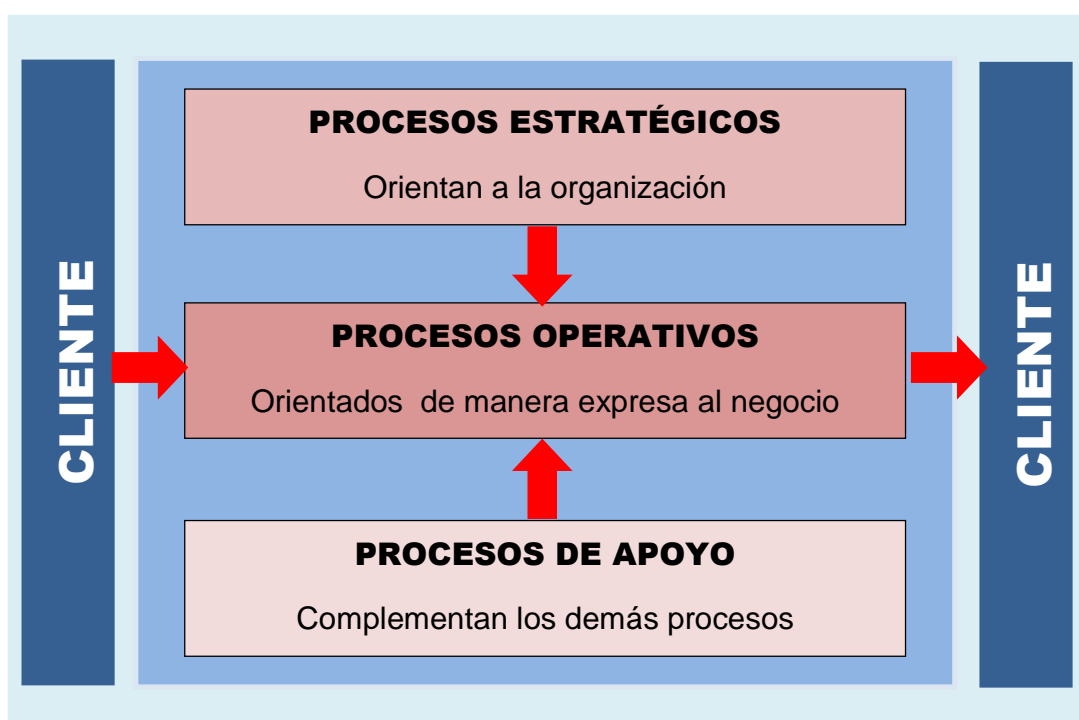 CLIENTE
PROCESOS ESTRATÉGICOS
Orientan a la organización
PROCESOS OPERATIVOS
Orientados  de manera expresa al negocio
PROCESOS DE APOYO
Complementan los demás procesos
CLIENTE